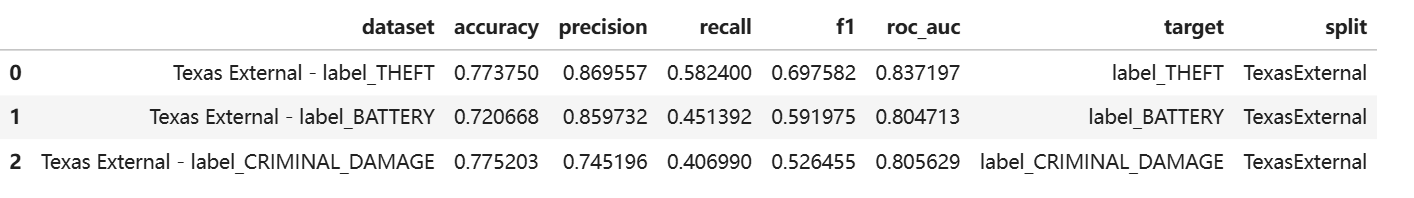 dataset accuracy precision recall f1 roc_auc target split
0 Texas External - label_THEFT 0.773750 0.869557 0.582400 0.697582 0.837197 label_THEFT TexasExternal
1 Texas External - label_BATTERY 0.720668 0.859732 0.451392 0.591975 0.804713 label_BATTERY TexasExternal
2 Texas External - label_CRIMINAL_DAMAGE 0.775203 0.745196 0.406990 0.526455 0.805629 label_CRIMINAL_DAMAGE TexasExternal